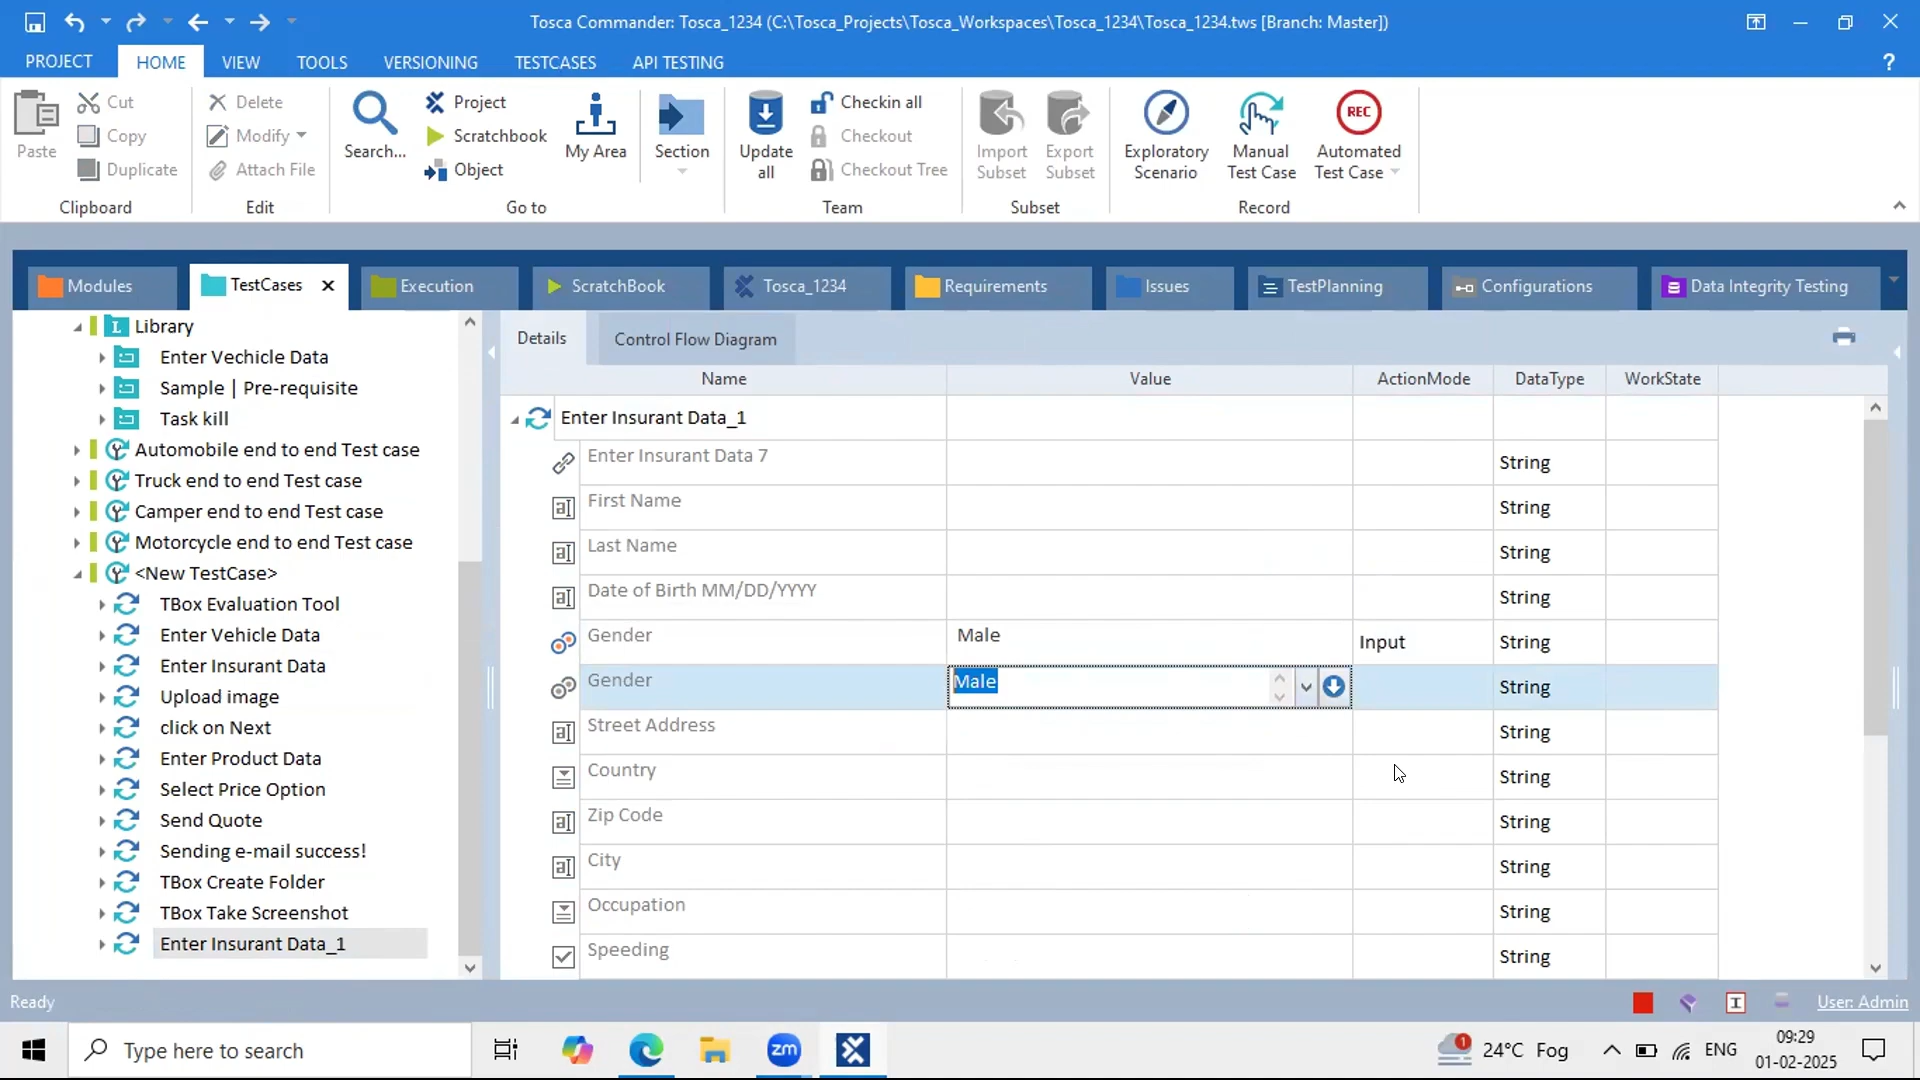 Tosca Commander: Tosca_1234 (C:\Tosca_Projects\Tosca_Workspaces\Tosca_1234\Tosca_1234.tws [Branch: Master])
PROJECT HOME VIEW TOOLS VERSIONING TESTCASES API TESTING ?
Paste
Cut
Copy
Duplicate
Clipboard
Delete
Modify
Attach File
Edit
Search...
Project
Scratchbook
Object
My Area
Section
Go to
Update all
Checkin all
Checkout
Checkout Tree
Team
Import Subset
Export Subset
Subset
Exploratory Scenario
Manual Test Case
REC
Automated Test Case
Record
Modules TestCases Execution ScratchBook Tosca_1234 Requirements Issues TestPlanning Configurations Data Integrity Testing
L Library
Enter Vechicle Data
Sample | Pre-requisite
Task kill
Automobile end to end Test case
Truck end to end Test case
Camper end to end Test case
Motorcycle end to end Test case
<New TestCase>
TBox Evaluation Tool
Enter Vehicle Data
Enter Insurant Data
Upload image
click on Next
Enter Product Data
Select Price Option
Send Quote
Sending e-mail success!
TBox Create Folder
TBox Take Screenshot
Enter Insurant Data_1
Details Control Flow Diagram
Name Value ActionMode DataType WorkState
Enter Insurant Data_1
Enter Insurant Data 7 String
First Name String
Last Name String
Date of Birth MM/DD/YYYY String
Gender Male Input String
Gender Male String
Street Address String
Country String
Zip Code String
City String
Occupation String
Speeding String
Ready
User: Admin
Type here to search
zm
1
24°C Fog
ENG
09:29
01-02-2025